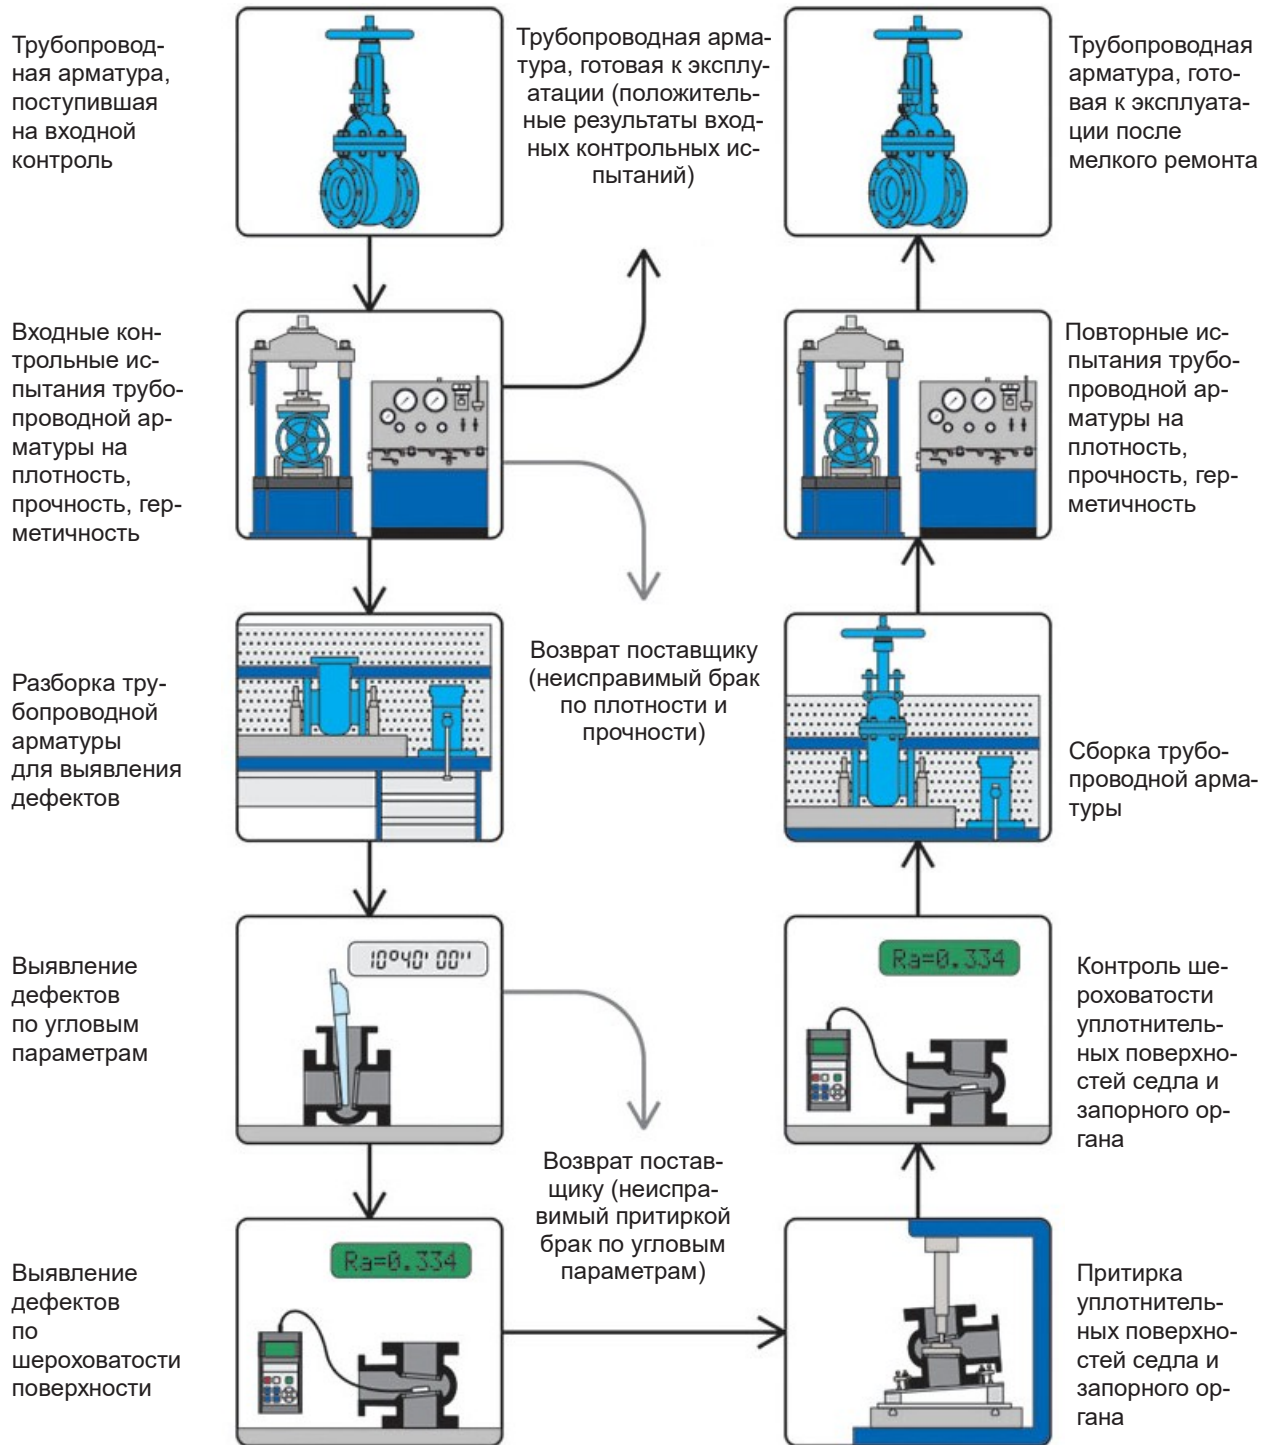 Трубопровод-
ная арматура,
поступившая
на входной
контроль
Трубопроводная арма-
тура, готовая к эксплу-
атации (положитель-
ные результаты вход-
ных контрольных ис-
пытаний)
Трубопроводная
арматура, гото-
вая к эксплуата-
ции после
мелкого ремонта
Входные кон-
трольные ис-
пытания трубо-
проводной ар-
матуры на
плотность,
прочность, гер-
метичность
Повторные ис-
пытания трубо-
проводной ар-
матуры на
плотность,
прочность, гер-
метичность
Разборка тру-
бопроводной
арматуры
для выявления
дефектов
Возврат поставщику
(неисправимый брак
по плотности и
прочности)
Сборка трубо-
проводной арма-
туры
Выявление
дефектов
по угловым
параметрам
10°40' 00''
Ra=0.334
Контроль ше-
роховатости
уплотнитель-
ных поверхно-
стей седла и
запорного ор-
гана
Возврат постав-
щику (неиспра-
вимый притиркой
брак по угловым
параметрам)
Выявление
дефектов
по
шероховатости
поверхности
Ra=0.334
Притирка
уплотнитель-
ных поверхно-
стей седла и
запорного ор-
гана